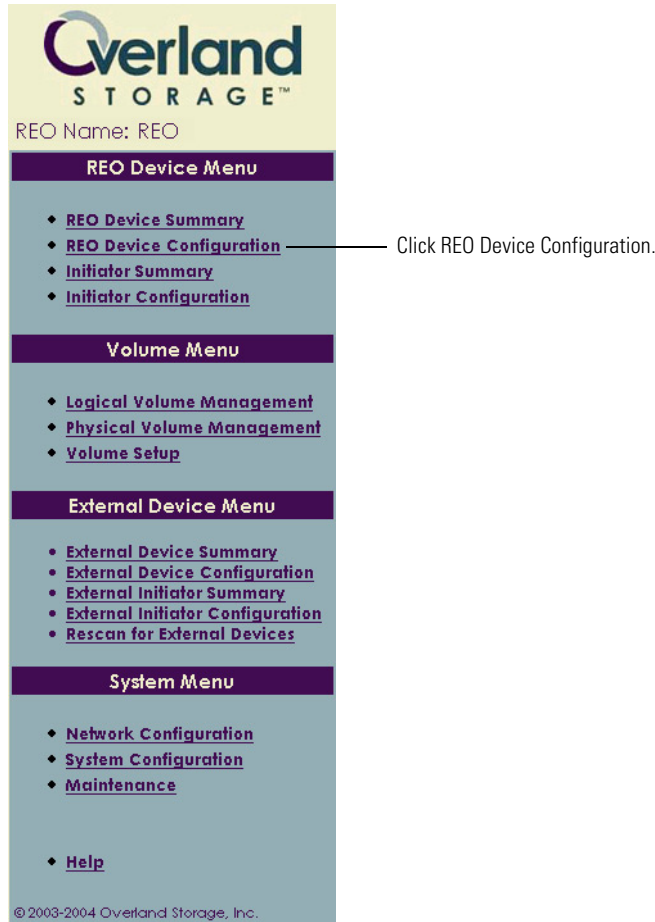 Overland
STORAGE™
REO Name: REO
REO Device Menu
REO Device Summary
REO Device Configuration
Click REO Device Configuration.
Initiator Summary
Initiator Configuration
Volume Menu
Logical Volume Management
Physical Volume Management
Volume Setup
External Device Menu
External Device Summary
External Device Configuration
External Initiator Summary
External Initiator Configuration
Rescan for External Devices
System Menu
Network Configuration
System Configuration
Maintenance
Help
© 2003-2004 Overland Storage, Inc.